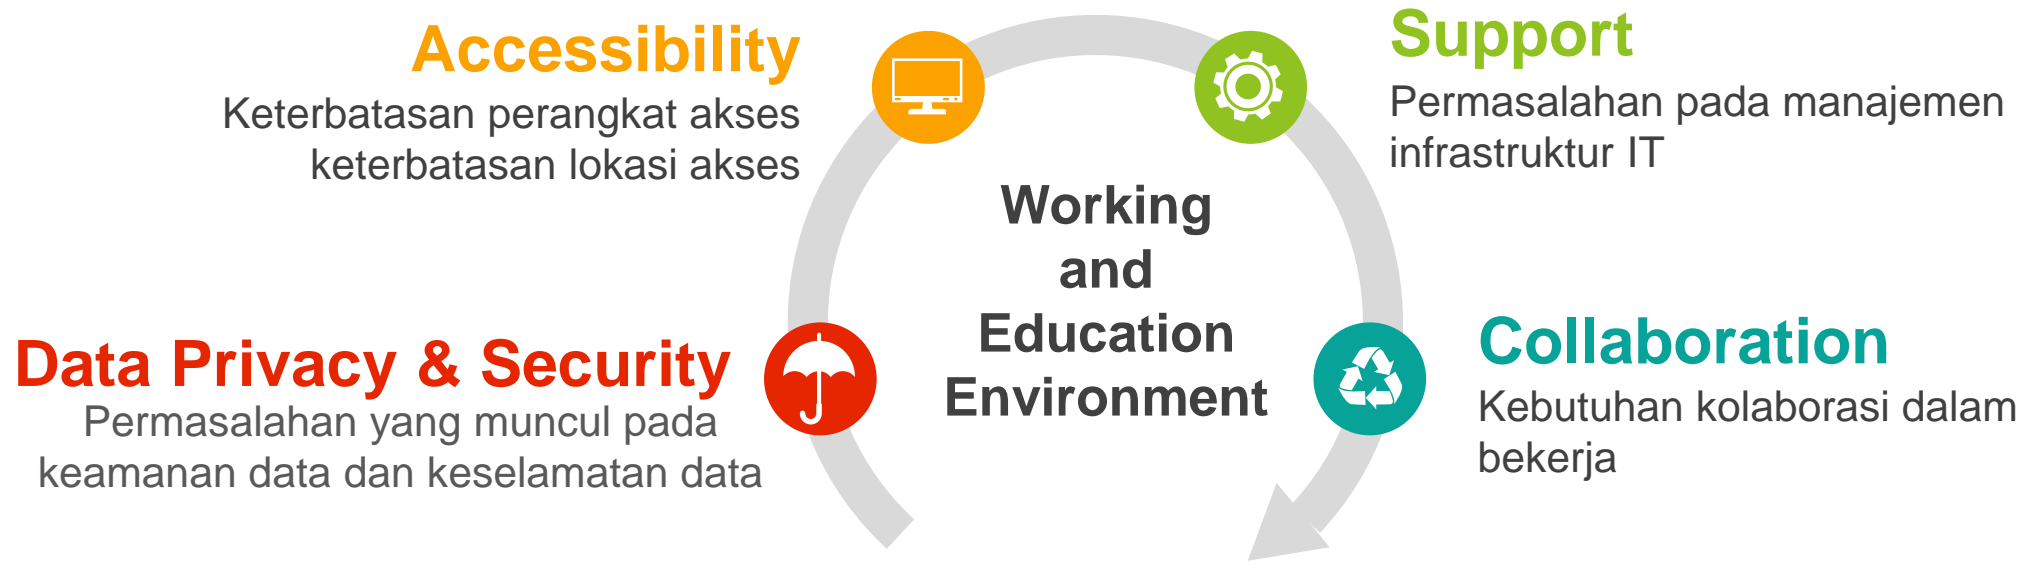 Accessibility
Keterbatasan perangkat akses
keterbatasan lokasi akses
Support
Permasalahan pada manajemen
infrastruktur IT
Working
and
Education
Environment
Data Privacy & Security
Permasalahan yang muncul pada
keamanan data dan keselamatan data
Collaboration
Kebutuhan kolaborasi dalam
bekerja